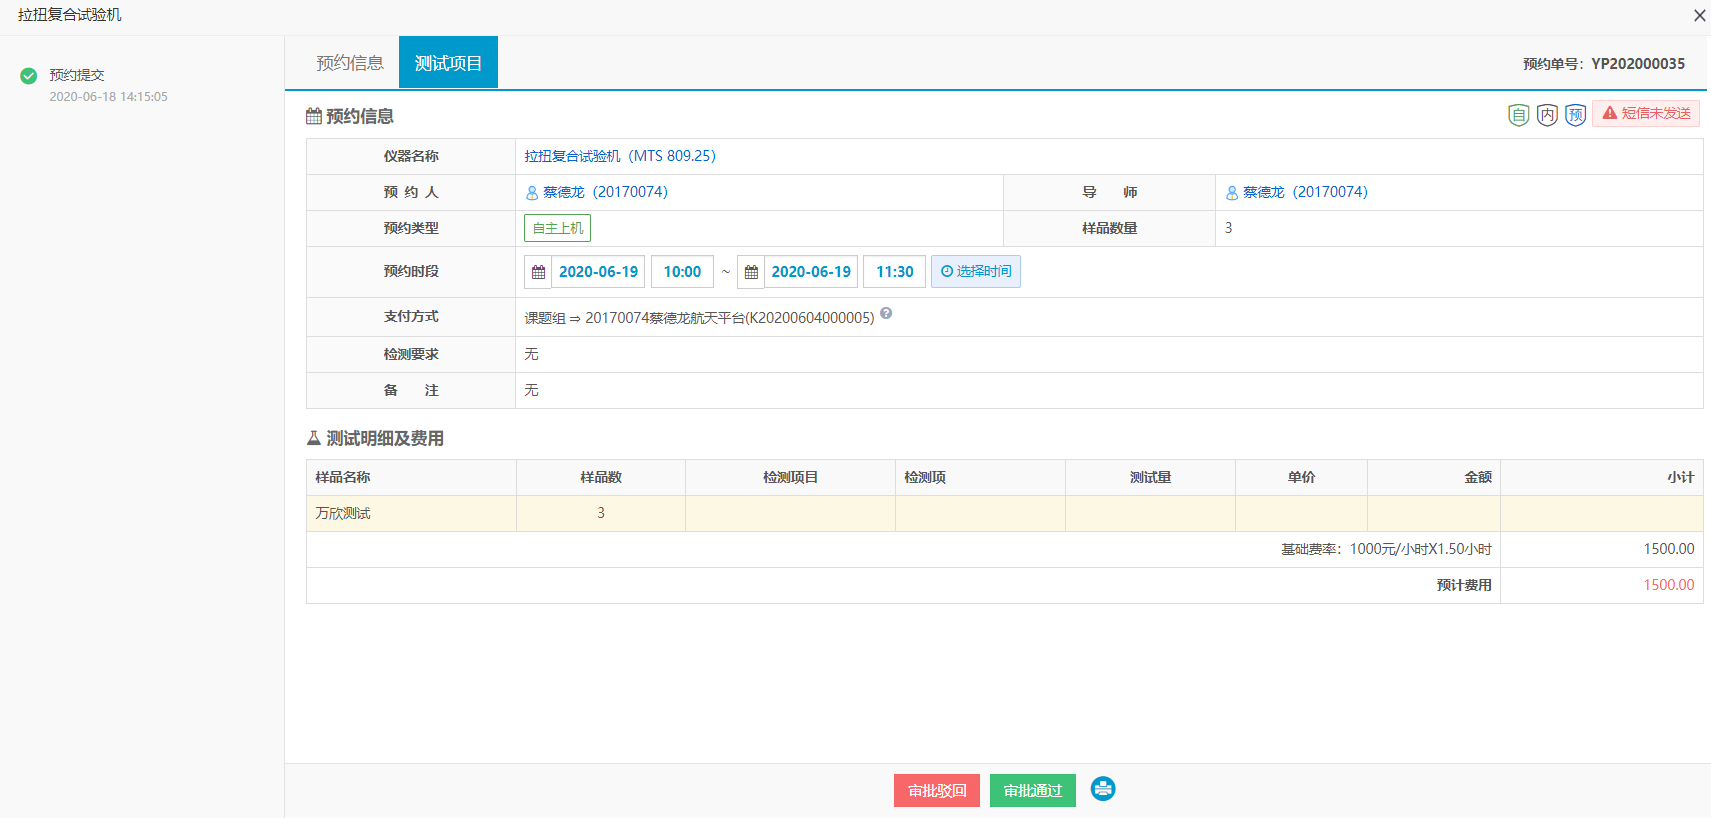 拉扭复合试验机
预约提交
2020-06-18 14:15:05
预约信息 测试项目 预约单号：YP202000035
预约信息 自 内 预 短信未发送
仪器名称 拉扭复合试验机（MTS 809.25）
预 约 人 蔡德龙（20170074） 导 师 蔡德龙（20170074）
预约类型 自主上机 样品数量 3
预约时段 2020-06-19 10:00 ~ 2020-06-19 11:30 选择时间
支付方式 课题组 ⇒ 20170074蔡德龙航天平台(K20200604000005)
检测要求 无
备 注 无
测试明细及费用
样品名称 样品数 检测项目 检测项 测试量 单价 金额 小计
万欣测试 3
基础费率：1000元/小时X1.50小时 1500.00
预计费用 1500.00
审批驳回 审批通过